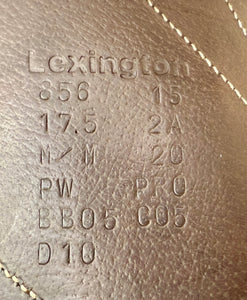 Lexington
856 15
17.5 2A
N/M 20
PW PRO
BB05 C05
D10